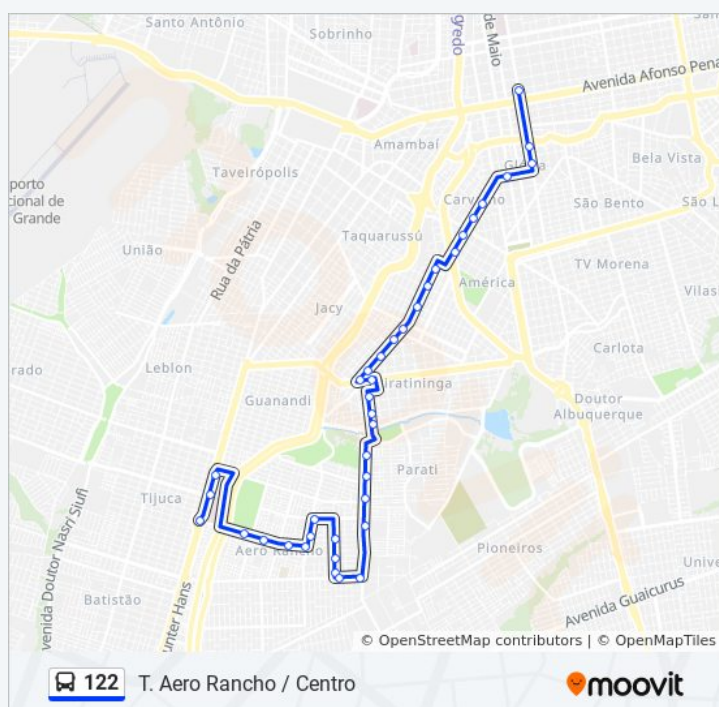 Santo Antônio
Sobrinho
gredo
de Maio
Avenida Afonso Pena
San
Amambaí
Glória
Bela Vista
Taveirópolis
Carvalho
porto
cional de
Grande
São Bento
São L
Taquarussú
União
Rua da Pátria
TV Morena
América
Vilas
Jacy
Carlota
rado
Leblon
Piratininga
Guanandi
Doutor
Albuquerque
Parati
Tijuca
Aero Rancho
Pioneiros
Unive
venida Doutor Nasri Siufi
Batistão
unter Hans
Avenida Guaicurus
© OpenStreetMap contributors | © OpenMapTiles
122 T. Aero Rancho / Centro
moovit